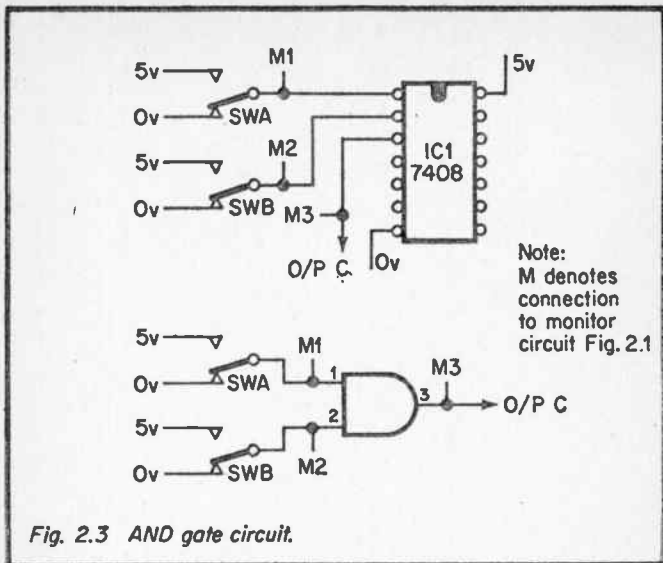 5v
M1
0v
SWA
5v
M2
0v
SWB
M3
O/P C
0v
IC1
7408
5v
Note:
M denotes
connection
to monitor
circuit Fig. 2.1
5v
M1
0v
SWA
1
5v
2
M3
3
O/P C
0v
SWB
M2
Fig. 2.3 AND gate circuit.